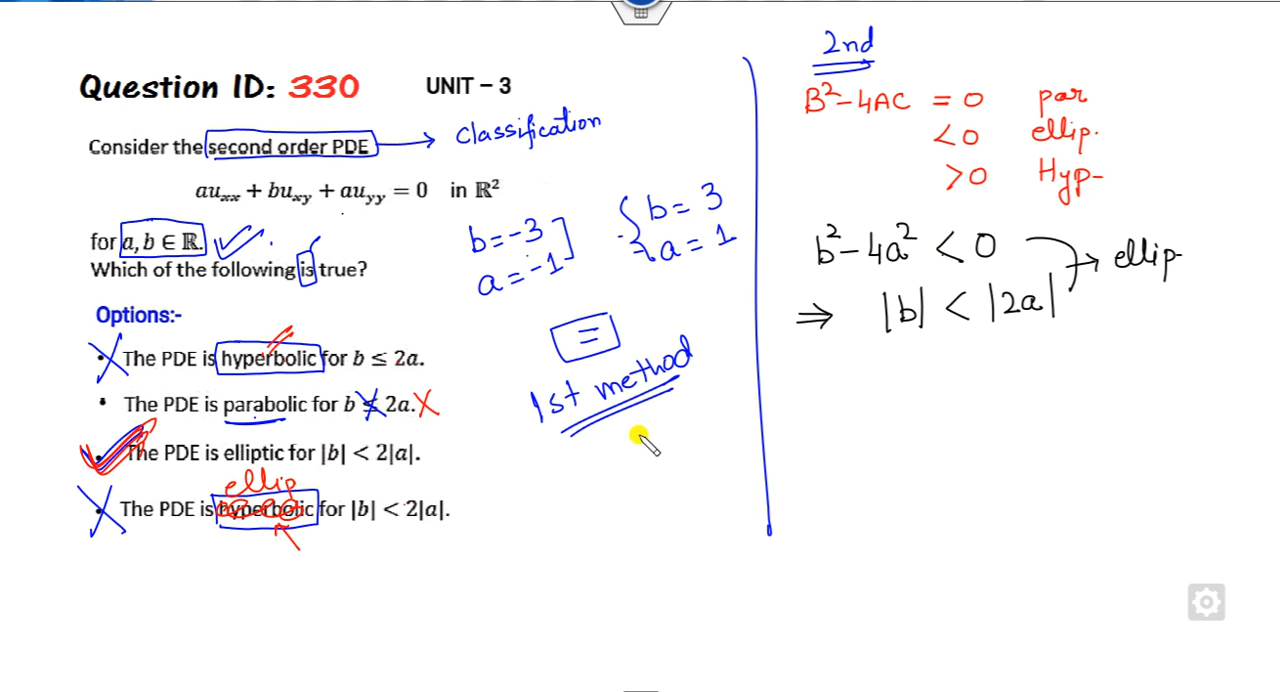 Question ID: 330 UNIT – 3
Consider the second order PDE → Classification
au_xx + bu_xy + au_yy = 0 in ℝ²
for a, b ∈ ℝ.
Which of the following is true?
b = -3
a = -1
b = 3
a = 1
Options:-
• The PDE is hyperbolic for b ≤ 2a.
• The PDE is parabolic for b ≤ 2a. X
• The PDE is elliptic for |b| < 2|a|.
ellip
• The PDE is hyperbolic for |b| < 2|a|.
=
1st method
2nd
B²-4AC = 0 par
<0 ellip.
>0 Hyp-
b²-4a² < 0 → ellip-
⇒ |b| < |2a|